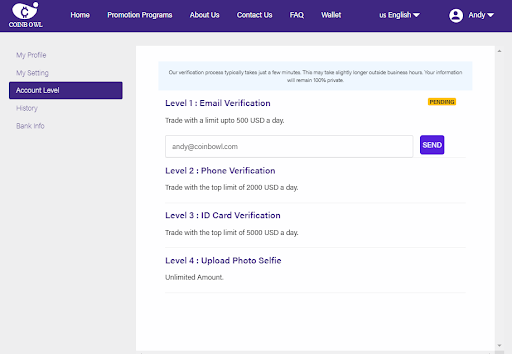 Home Promotion Programs About Us Contact Us FAQ Wallet us English Andy
COINB OWL
My Profile
My Setting
Account Level
History
Bank Info
Our verification process typically takes just a few minutes. This may take slightly longer outside business hours. Your information
will remain 100% private.
Level 1 : Email Verification PENDING
Trade with a limit upto 500 USD a day.
andy@coinbowl.com SEND
Level 2 : Phone Verification
Trade with the top limit of 2000 USD a day.
Level 3 : ID Card Verification
Trade with the top limit of 5000 USD a day.
Level 4 : Upload Photo Selfie
Unlimited Amount.